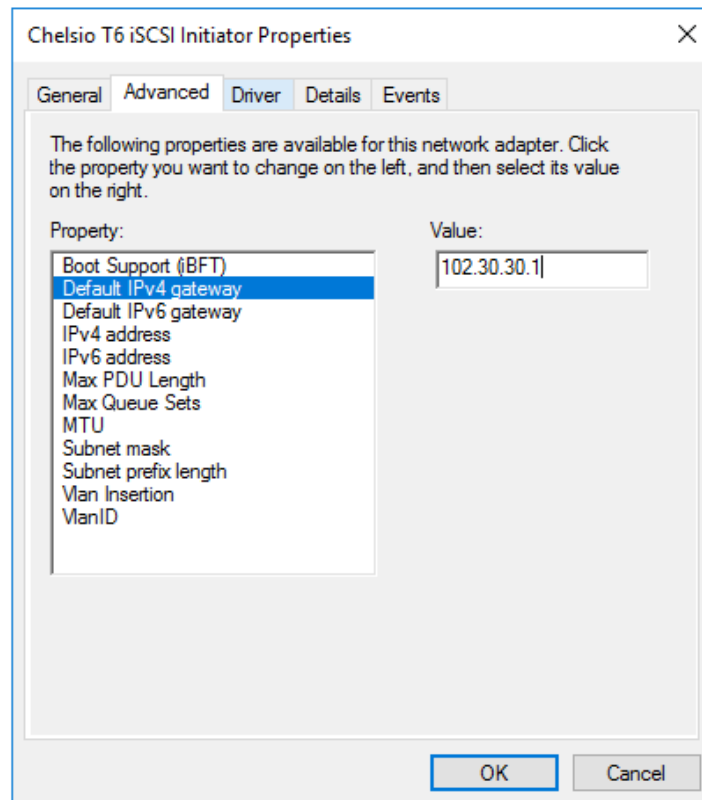 Chelsio T6 iSCSI Initiator Properties
General Advanced Driver Details Events
The following properties are available for this network adapter. Click
the property you want to change on the left, and then select its value
on the right.
Property:
Value:
Boot Support (iBFT)
102.30.30.1
Default IPv4 gateway
Default IPv6 gateway
IPv4 address
IPv6 address
Max PDU Length
Max Queue Sets
MTU
Subnet mask
Subnet prefix length
Vlan Insertion
VlanID
OK
Cancel